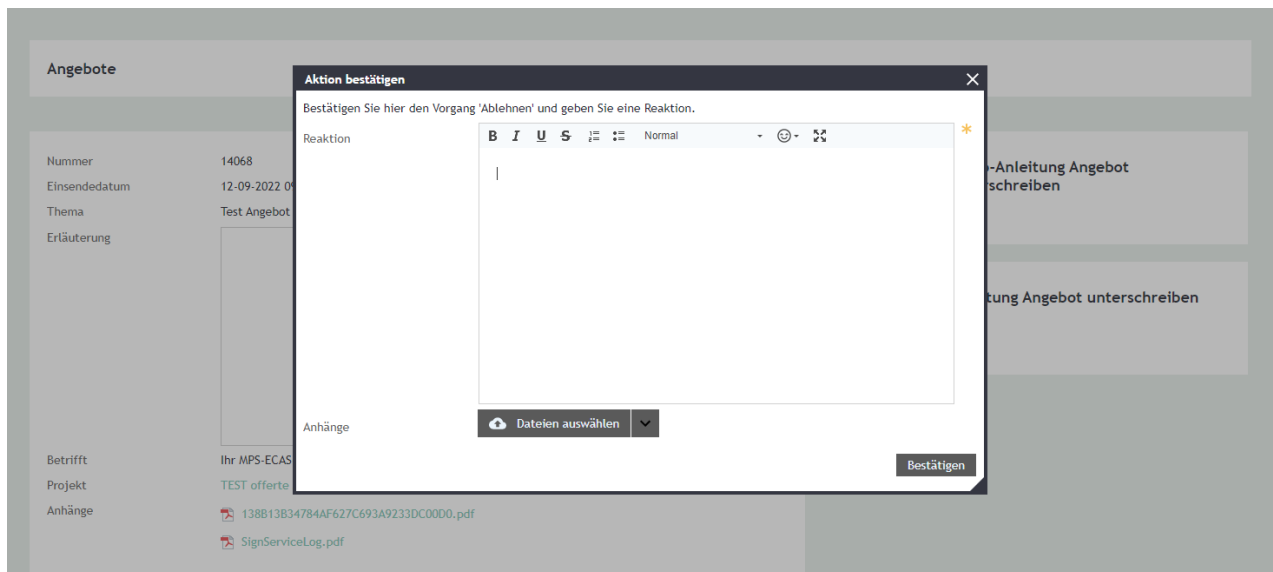 Angebote
Aktion bestätigen
Bestätigen Sie hier den Vorgang 'Ablehnen' und geben Sie eine Reaktion.
Reaktion
B I U S Normal
*
Nummer 14068
Einsendedatum 12-09-2022
Thema Test Angebot
Erläuterung
-Anleitung Angebot
schreiben
tung Angebot unterschreiben
Anhänge
Dateien auswählen
Bestätigen
Betrifft Ihr MPS-ECAS
Projekt TEST offerte
Anhänge 138B13B34784AF627C693A9233DC00D0.pdf
SignServiceLog.pdf